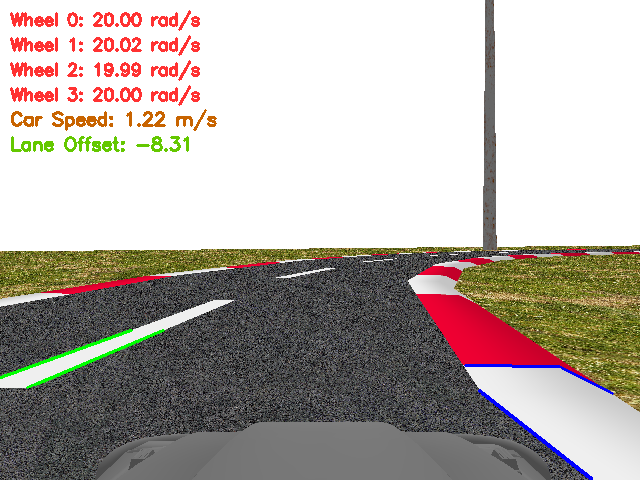 Wheel 0: 20.00 rad/s
Wheel 1: 20.02 rad/s
Wheel 2: 19.99 rad/s
Wheel 3: 20.00 rad/s
Car Speed: 1.22 m/s
Lane Offset: -8.31